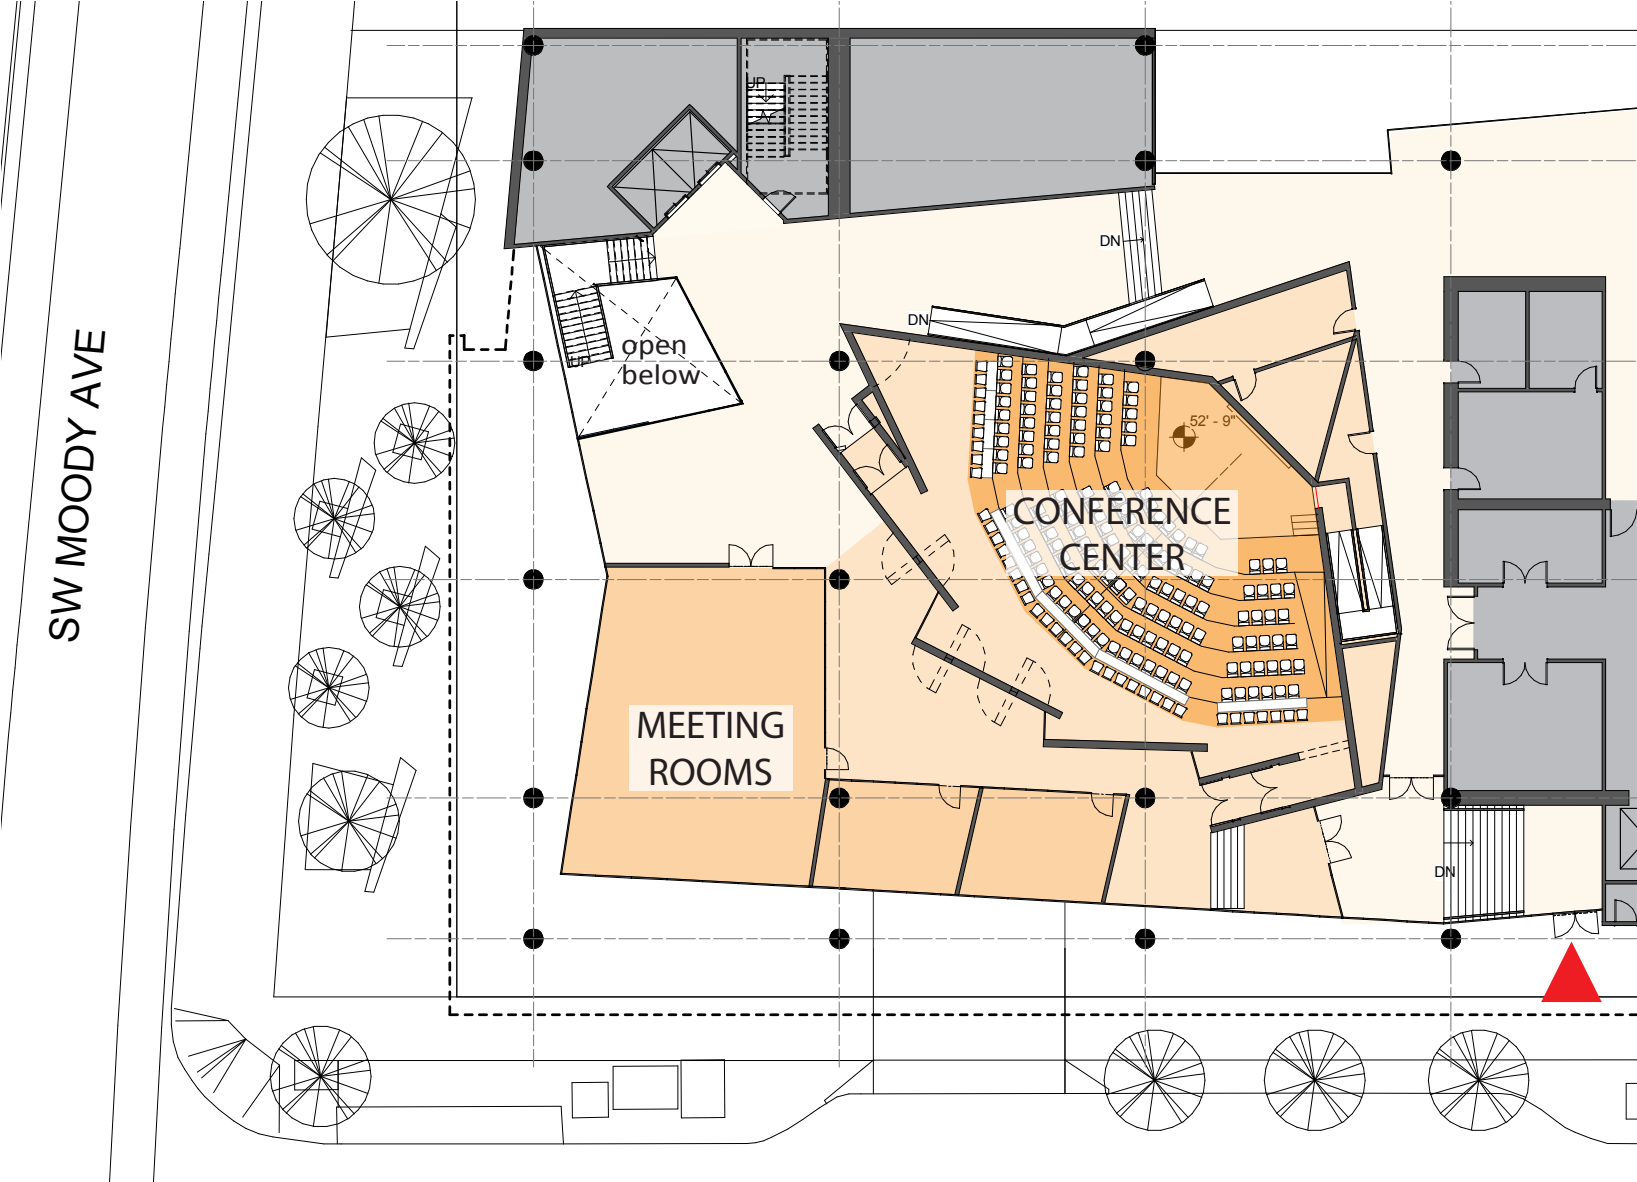 UP
DN
DN
open
below
UP
52' - 9"
SW MOODY AVE
CONFERENCE
CENTER
MEETING
ROOMS
DN